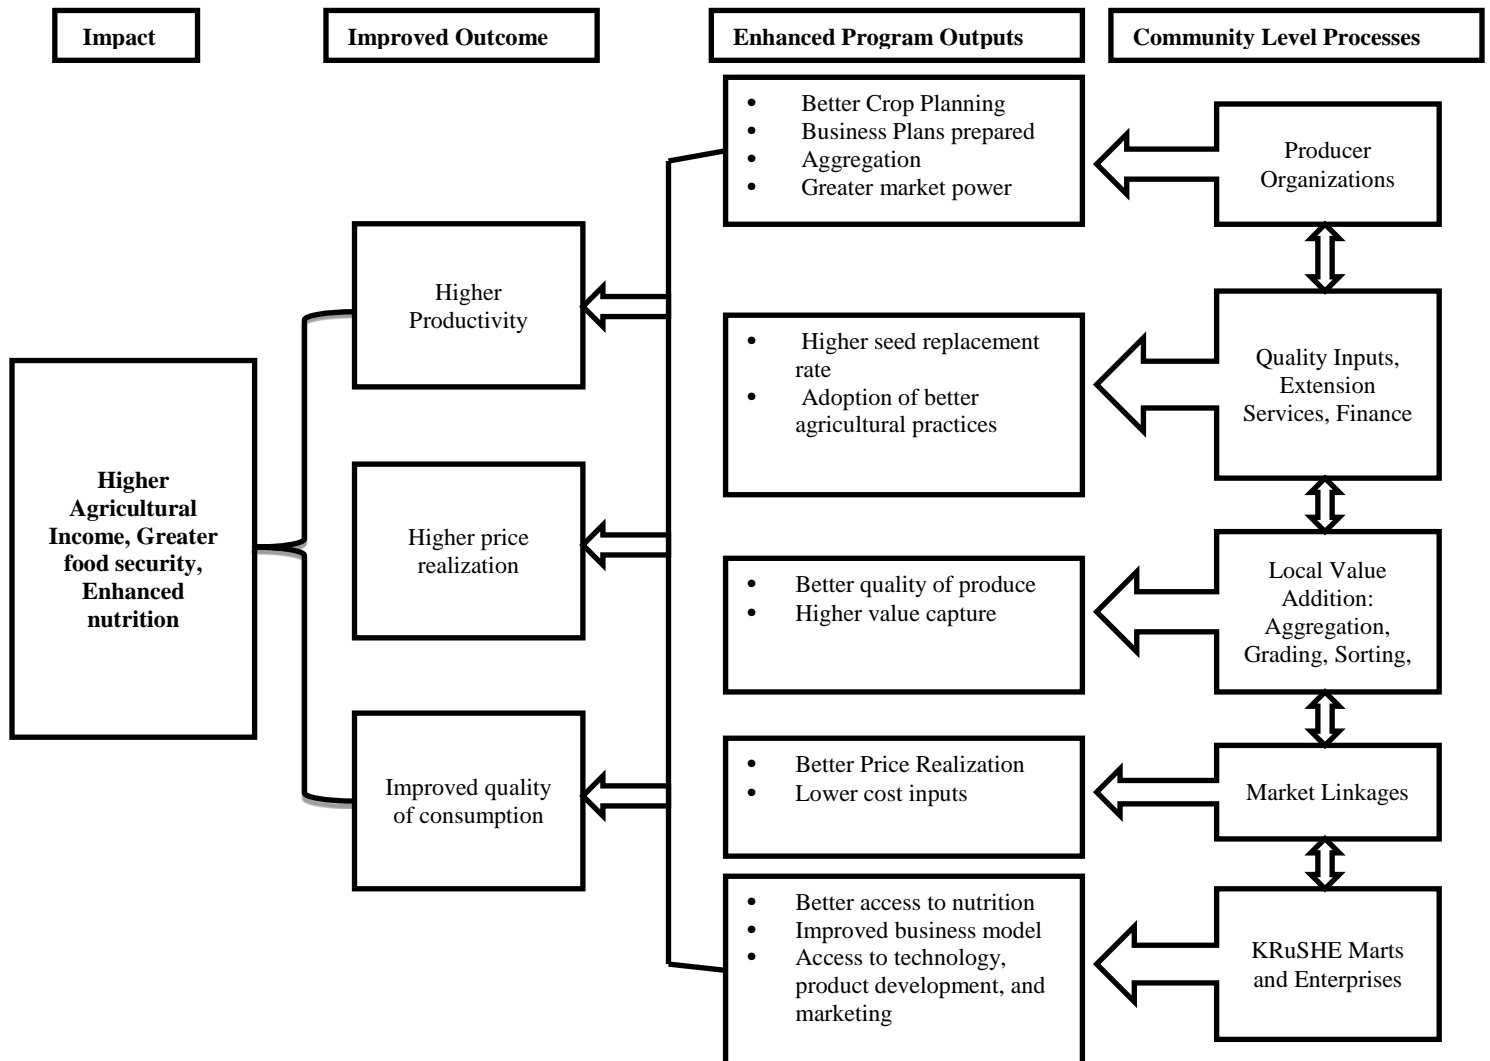 Impact
Improved Outcome
Enhanced Program Outputs
Community Level Processes
Higher
Agricultural
Income, Greater
food security,
Enhanced
nutrition
Higher
Productivity
Higher price
realization
Improved quality
of consumption
• Better Crop Planning
• Business Plans prepared
• Aggregation
• Greater market power
• Higher seed replacement
rate
• Adoption of better
agricultural practices
• Better quality of produce
• Higher value capture
• Better Price Realization
• Lower cost inputs
• Better access to nutrition
• Improved business model
• Access to technology,
product development, and
marketing
Producer
Organizations
Quality Inputs,
Extension
Services, Finance
Local Value
Addition:
Aggregation,
Grading, Sorting,
Market Linkages
KRuSHE Marts
and Enterprises